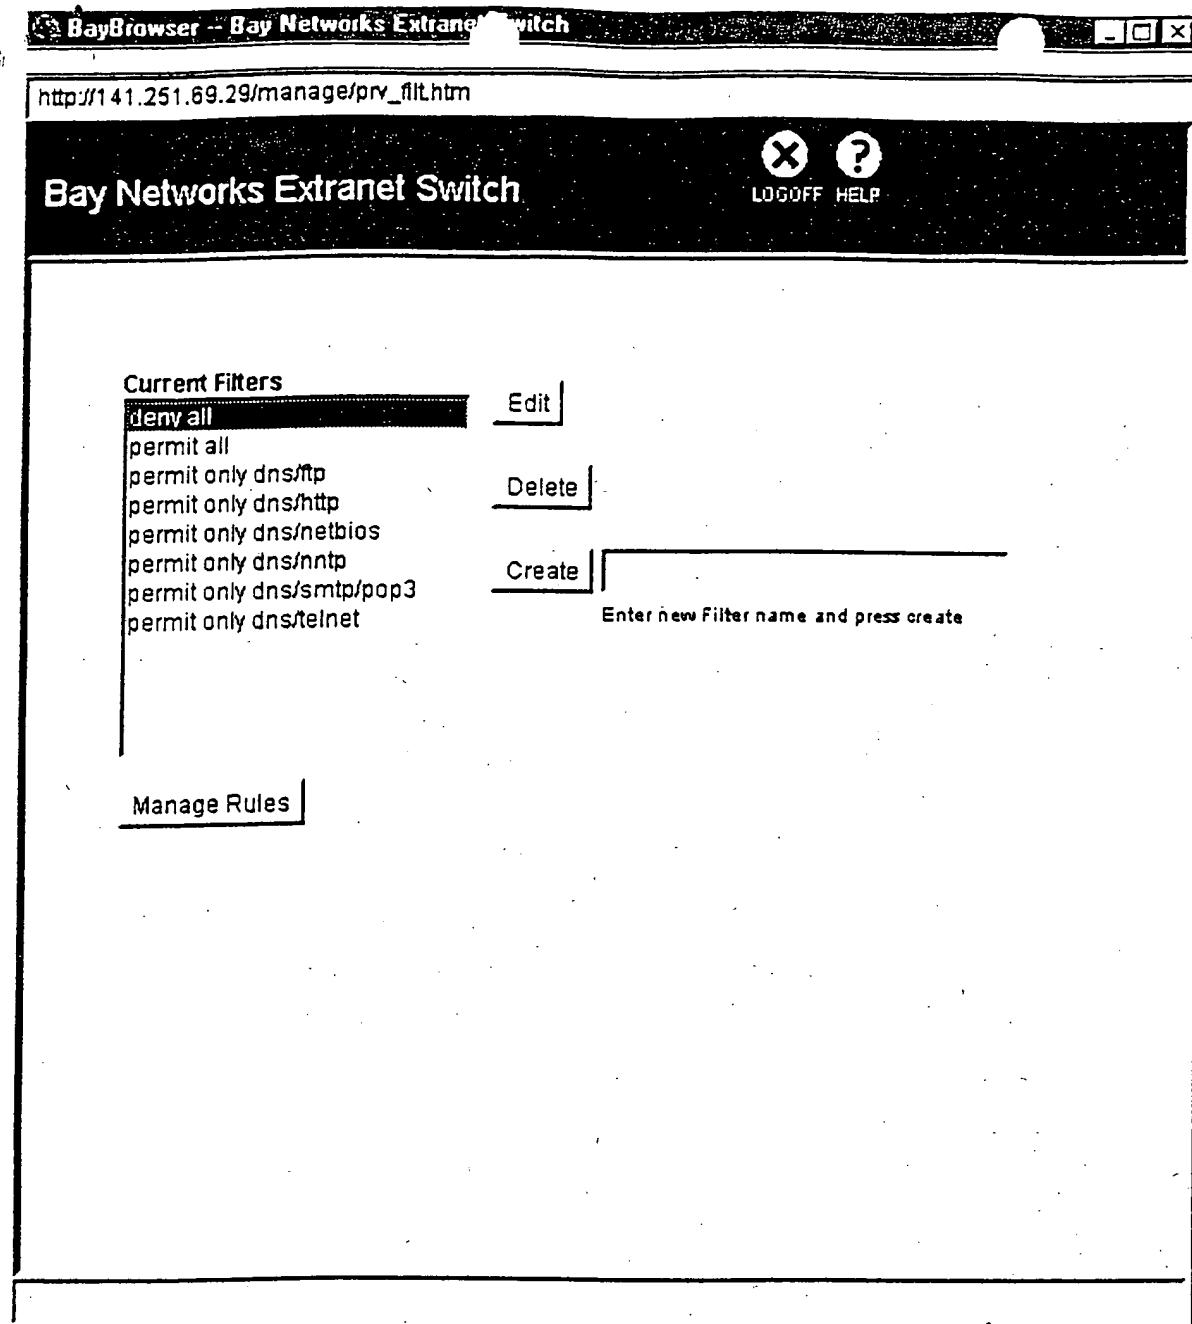 BayBrowser -- Bay Networks Extranet Switch
http://141.251.69.29/manage/prv_filt.htm
Bay Networks Extranet Switch
LOGOFF HELP
Current Filters
deny all
permit all
permit only dns/ftp
permit only dns/http
permit only dns/netbios
permit only dns/nntp
permit only dns/smtp/pop3
permit only dns/telnet
Edit
Delete
Create
Enter new Filter name and press create
Manage Rules